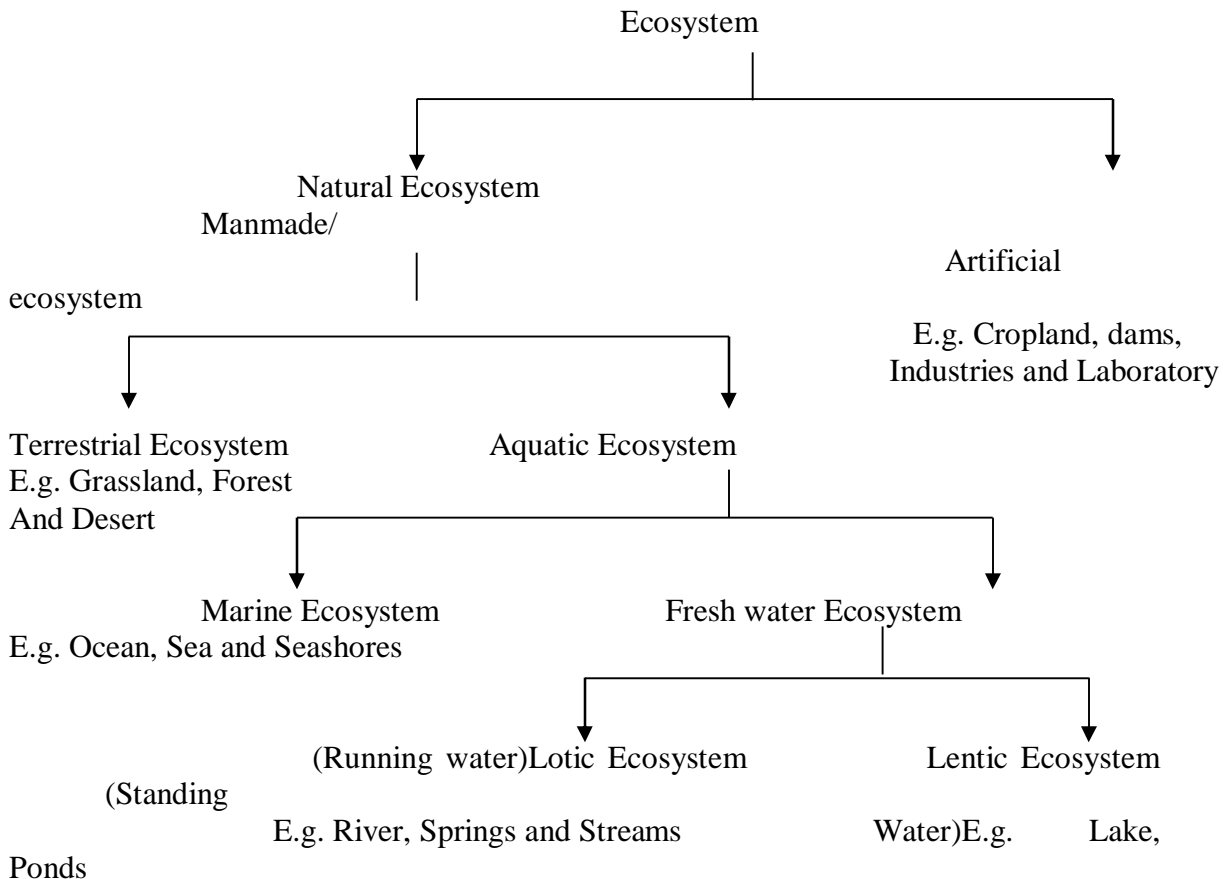 Ecosystem
Natural Ecosystem
Manmade/
Artificial
ecosystem
E.g. Cropland, dams,
Industries and Laboratory
Terrestrial Ecosystem Aquatic Ecosystem
E.g. Grassland, Forest
And Desert
Marine Ecosystem Fresh water Ecosystem
E.g. Ocean, Sea and Seashores
(Running water)Lotic Ecosystem Lentic Ecosystem
(Standing
E.g. River, Springs and Streams Water)E.g. Lake,
Ponds